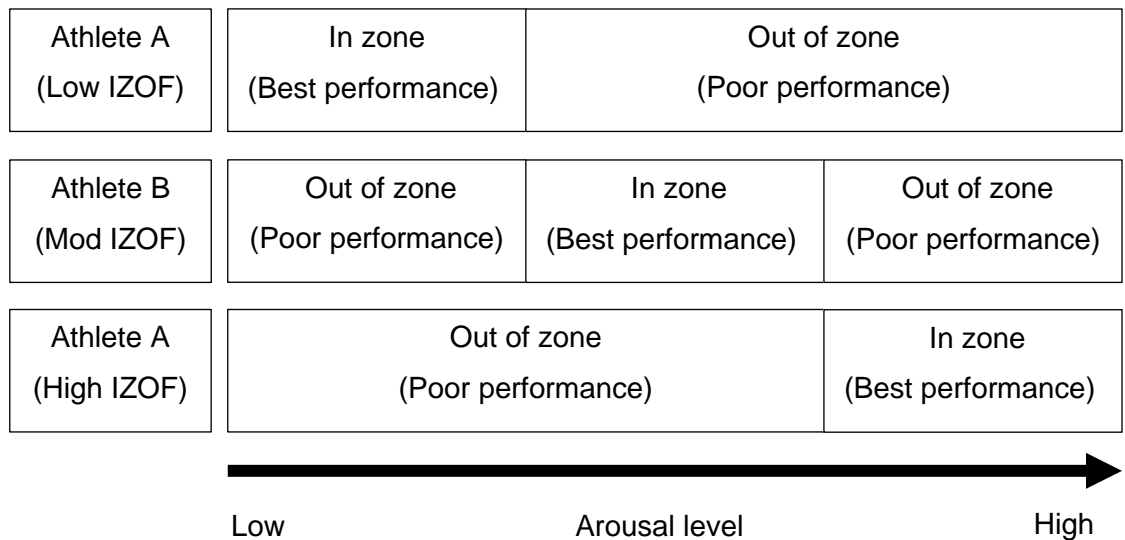 Athlete A
(Low IZOF)
In zone
(Best performance)
Out of zone
(Poor performance)
Athlete B
(Mod IZOF)
Out of zone
(Poor performance)
In zone
(Best performance)
Out of zone
(Poor performance)
Athlete A
(High IZOF)
Out of zone
(Poor performance)
In zone
(Best performance)
Low
Arousal level
High